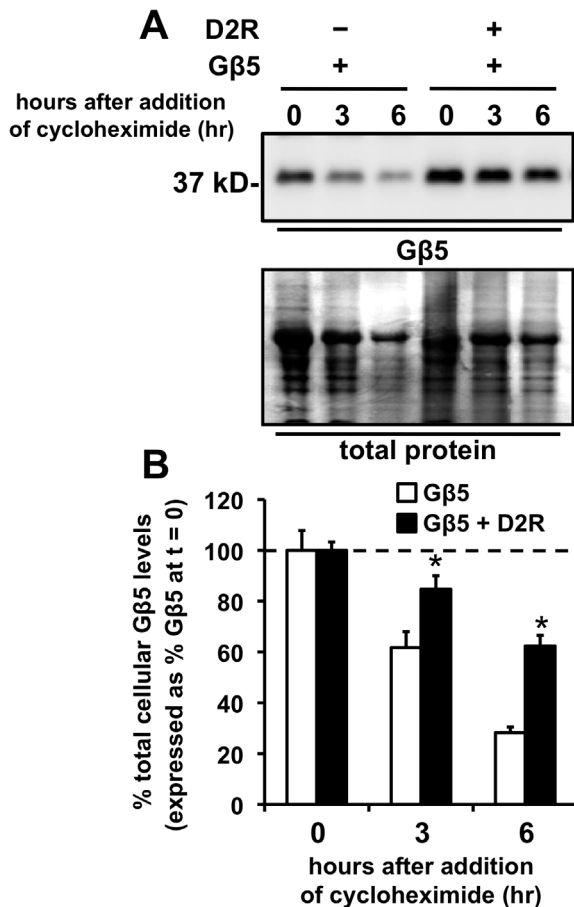 A
D2R – +
Gβ5 + +
hours after addition
of cycloheximide (hr)
0 3 6 0 3 6
37 kD-
Gβ5
total protein
B
Gβ5
Gβ5 + D2R
% total cellular Gβ5 levels
(expressed as % Gβ5 at t = 0)
120
100
80
60
40
20
0
*
*
0 3 6
hours after addition
of cycloheximide (hr)